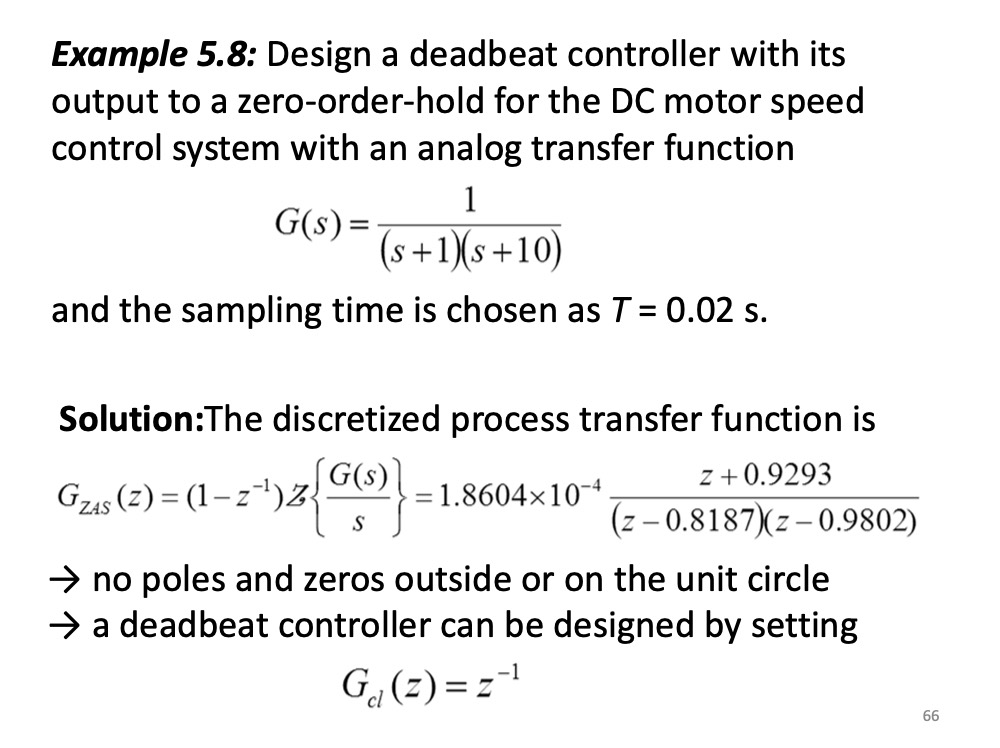 Example 5.8: Design a deadbeat controller with its
output to a zero-order-hold for the DC motor speed
control system with an analog transfer function
G(s) = 1 / (s+1)(s+10)
and the sampling time is chosen as T = 0.02 s.
Solution:The discretized process transfer function is
G_ZAS(z) = (1 − z⁻¹)𝒵{G(s) / s} = 1.8604×10⁻⁴ z + 0.9293 / (z − 0.8187)(z − 0.9802)
→ no poles and zeros outside or on the unit circle
→ a deadbeat controller can be designed by setting
G_cl(z) = z⁻¹
66